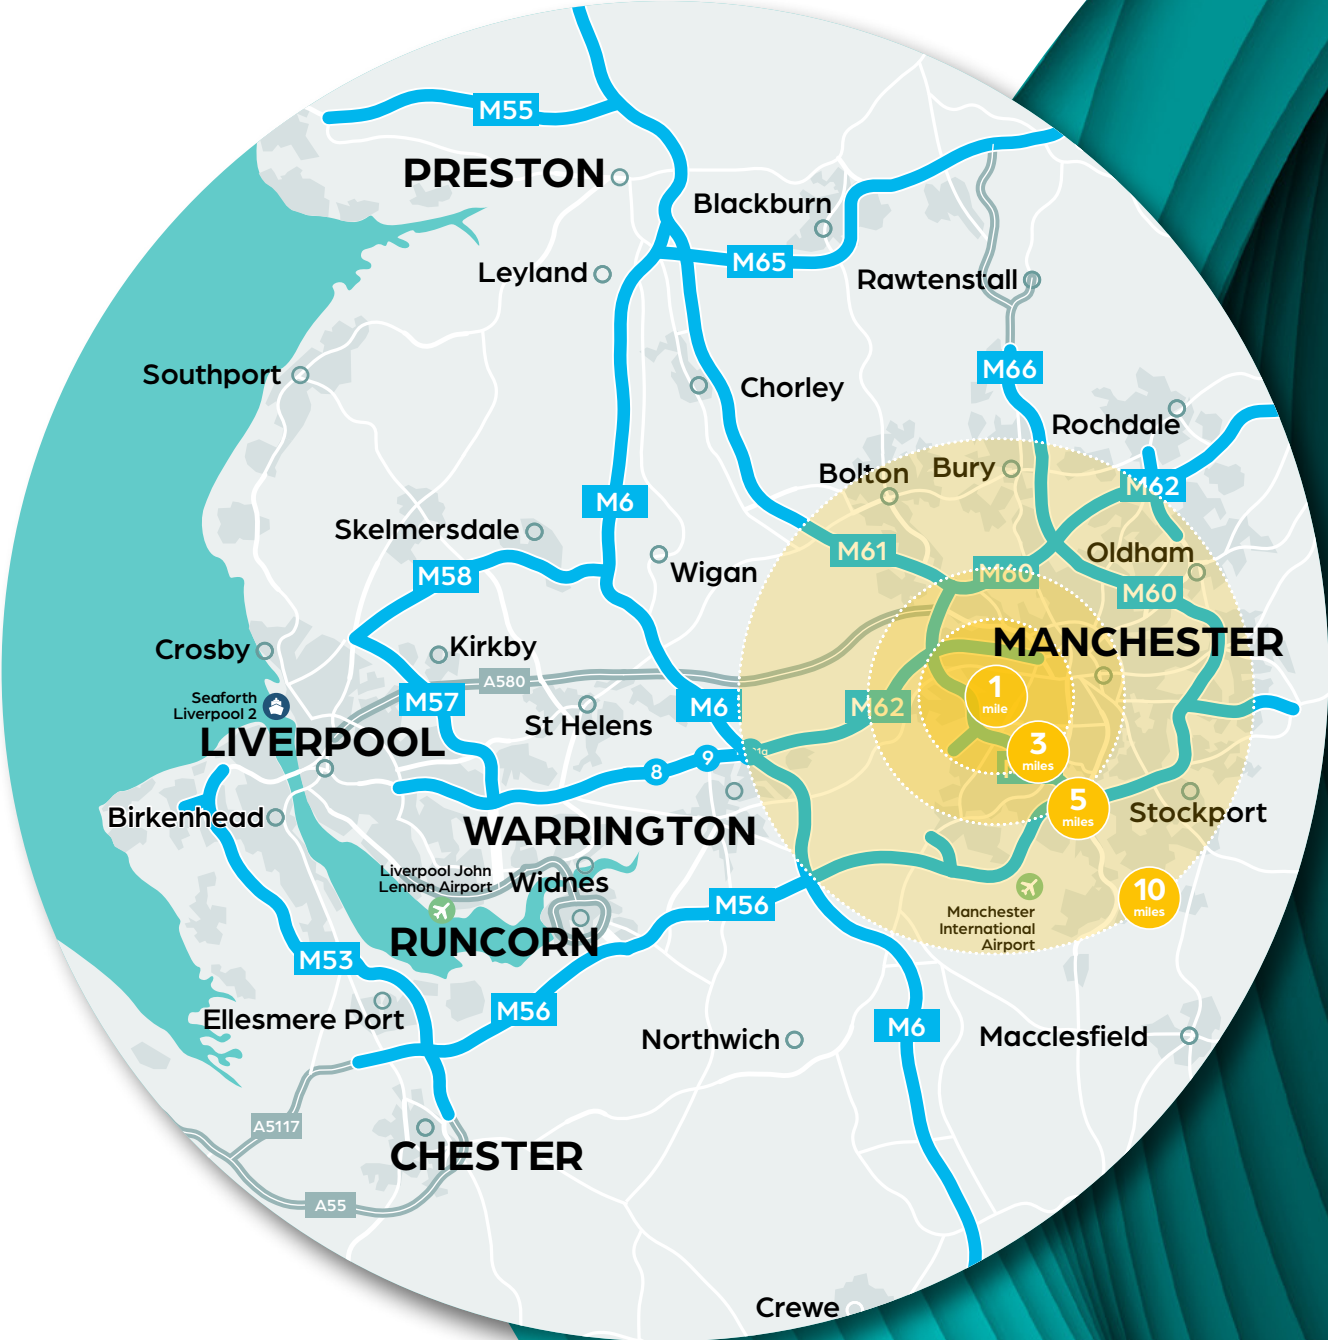 M55
PRESTON
Blackburn
M65
Leyland
Rawtenstall
M66
Southport
Chorley
Rochdale
Bolton
Bury
M62
M6
Skelmersdale
M61
Oldham
M58
Wigan
M60
M60
MANCHESTER
Crosby
Kirkby
A580
Seaforth
Liverpool 2
M57
St Helens
M6
M62
1
mile
LIVERPOOL
3
miles
8
9
21a
5
miles
Birkenhead
WARRINGTON
Stockport
Liverpool John
Lennon Airport
Widnes
M56
10
miles
Manchester
International
Airport
RUNCORN
M53
M56
Ellesmere Port
Northwich
M6
Macclesfield
A5117
CHESTER
A55
Crewe